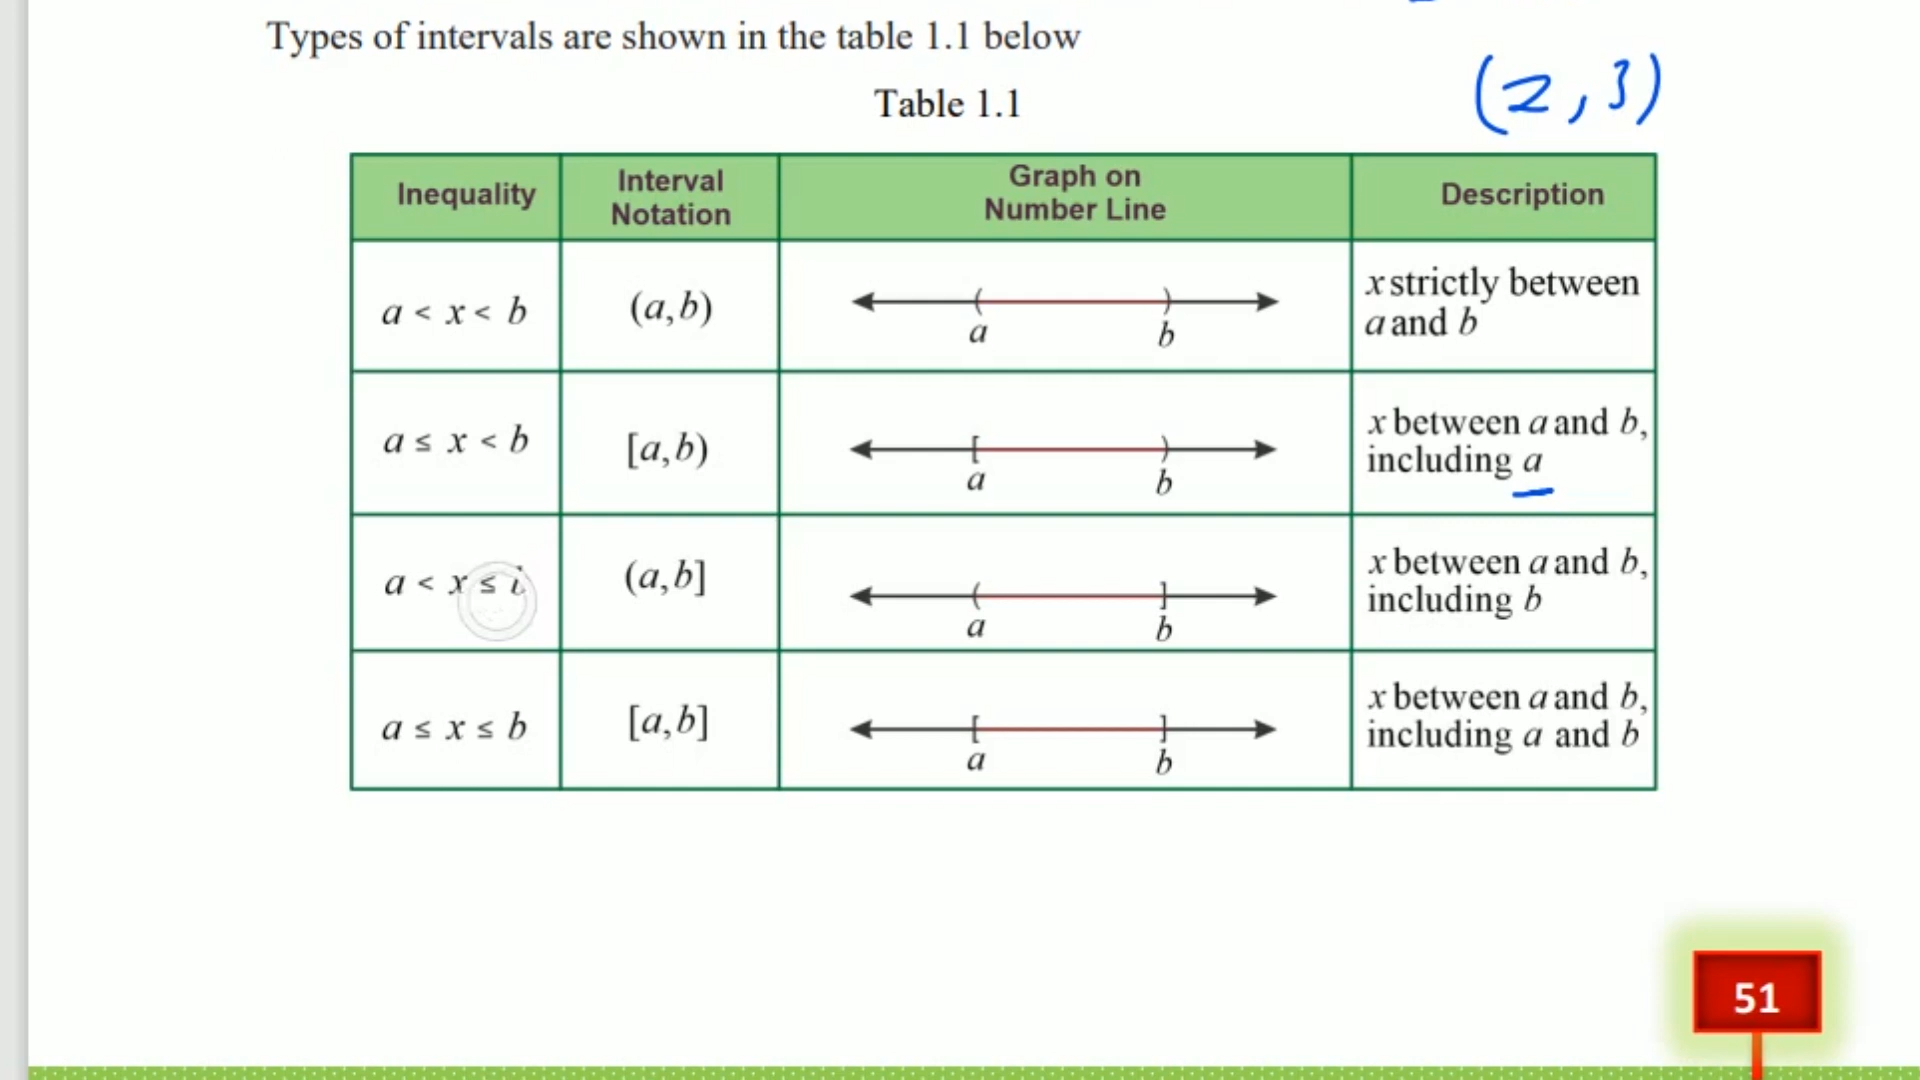 Types of intervals are shown in the table 1.1 below
(2,3)
Table 1.1
Inequality
Interval
Notation
Graph on
Number Line
Description
a < x < b
(a,b)
( )
a b
x strictly between
a and b
a ≤ x < b
[a,b)
[ )
a b
x between a and b,
including a
a < x ≤
(a,b]
( ]
a b
x between a and b,
including b
a ≤ x ≤ b
[a,b]
[ ]
a b
x between a and b,
including a and b
51